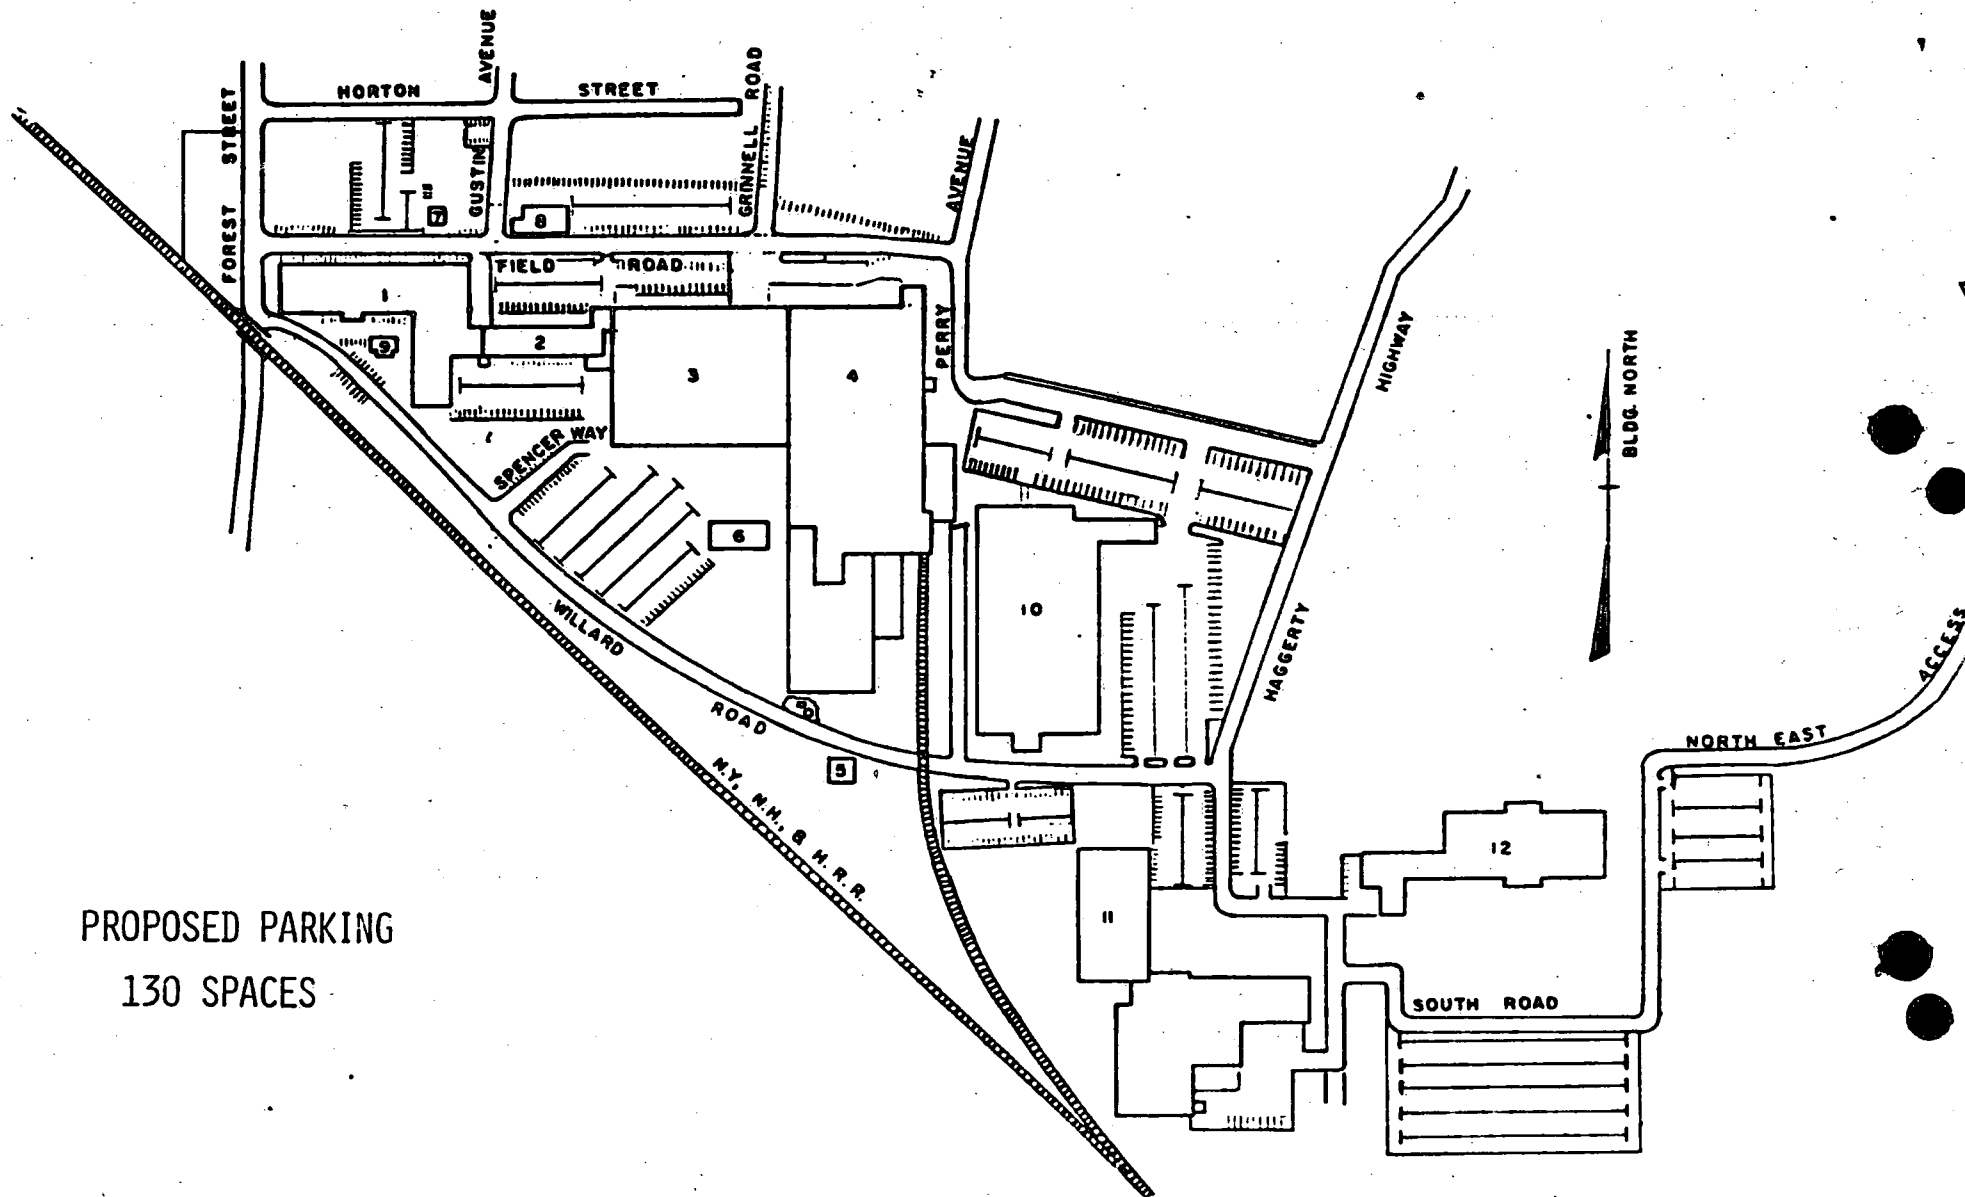 AVENUE
HORTON STREET
GRINNELL ROAD
FOREST STREET
GUSTIN
AVENUE
7
8
FIELD ROAD
1
9
2
3
4
PERRY
HIGHWAY
BLDG. NORTH
SPENCER WAY
6
WILLARD
ROAD
10
HAGGERTY
ACCESS
NORTH EAST
5
N.Y., N.H., & H. R.R.
12
11
PROPOSED PARKING
130 SPACES
SOUTH ROAD